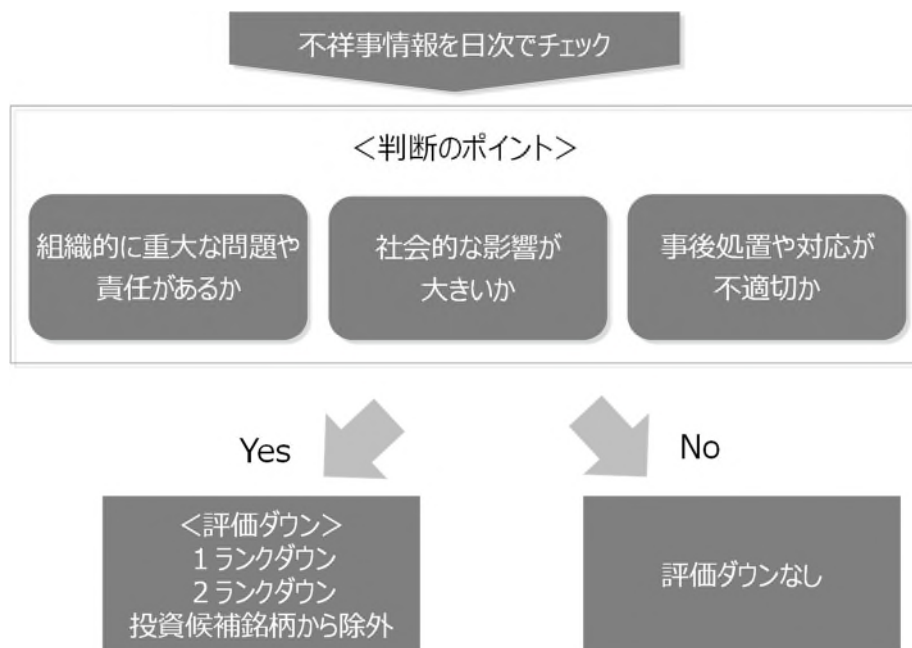 不祥事情報を日次でチェック
＜判断のポイント＞
組織的に重大な問題や
責任があるか
社会的な影響が
大きいか
事後処置や対応が
不適切か
Yes
No
＜評価ダウン＞
１ランクダウン
２ランクダウン
投資候補銘柄から除外
評価ダウンなし